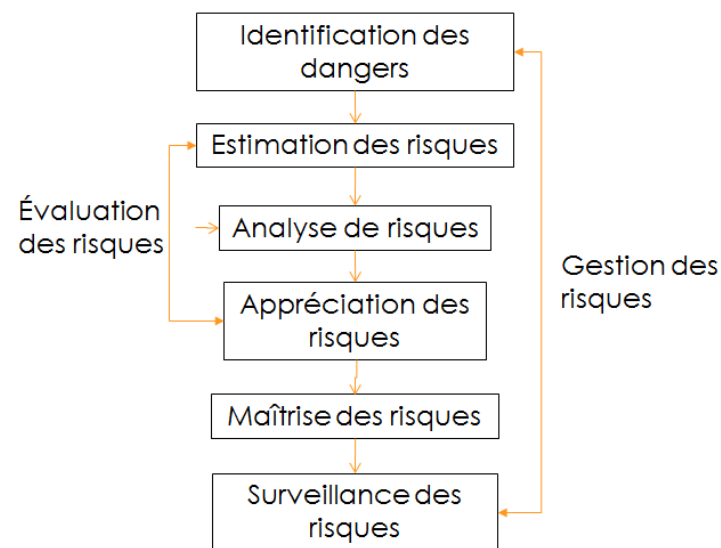 Identification des
dangers
Estimation des risques
Évaluation
des risques
Analyse de risques
Gestion des
risques
Appréciation des
risques
Maîtrise des risques
Surveillance des
risques